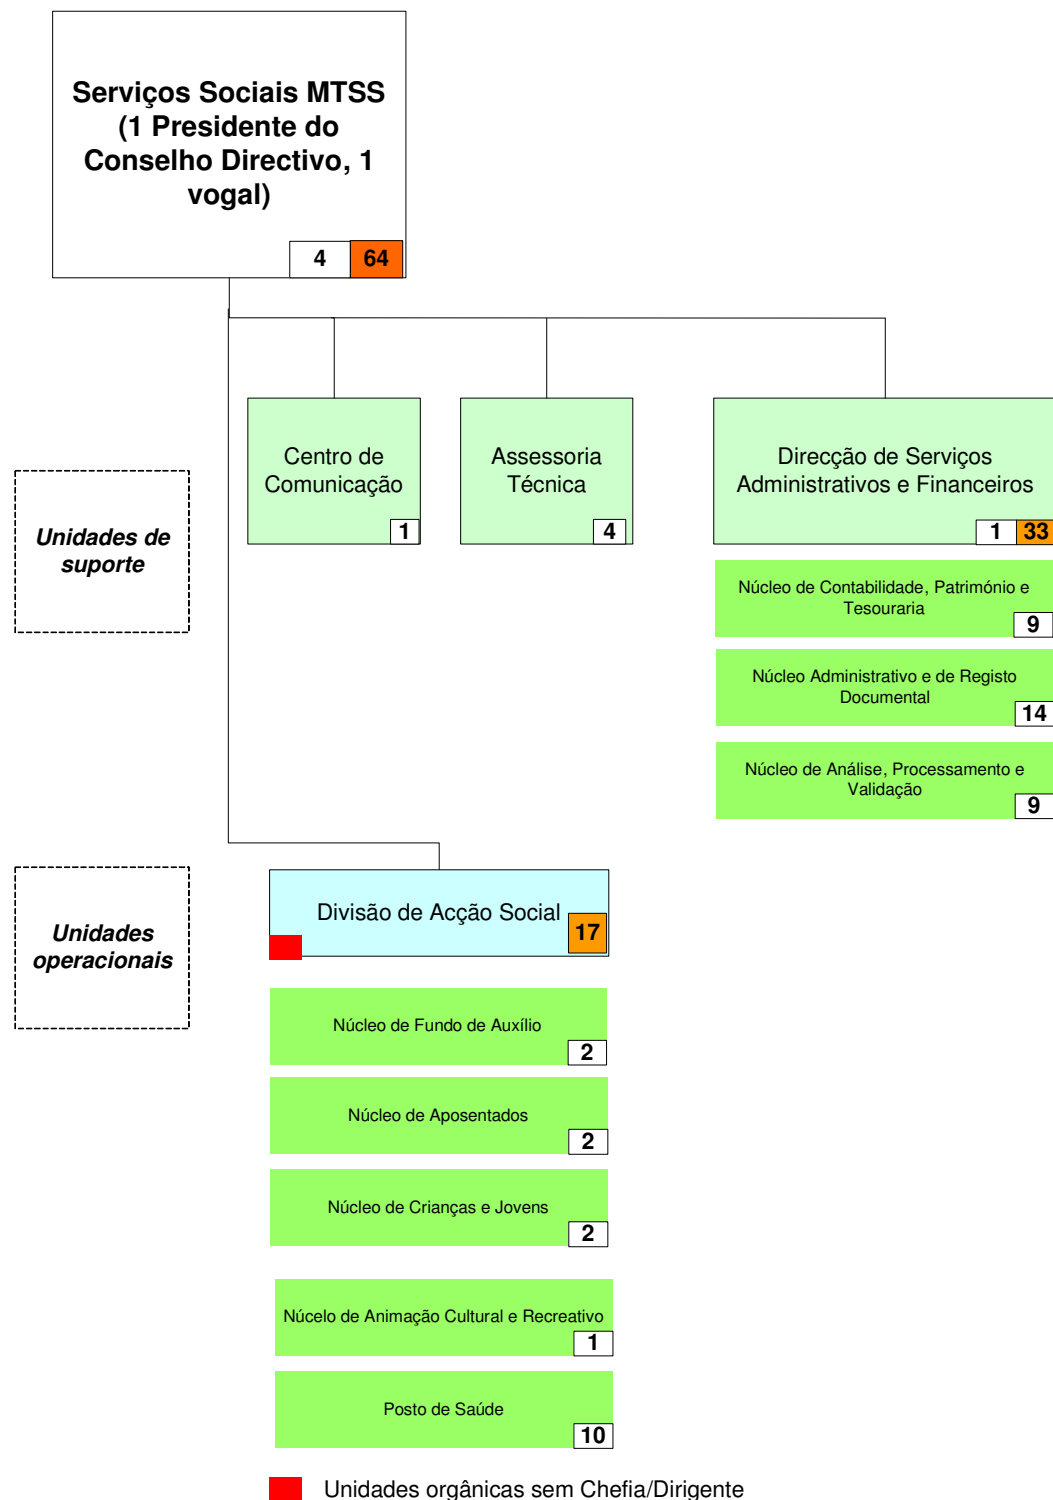 Serviços Sociais MTSS
(1 Presidente do
Conselho Directivo, 1
vogal)
4 64
Centro de
Comunicação
1
Assessoria
Técnica
4
Direcção de Serviços
Administrativos e Financeiros
1 33
Unidades de
suporte
Núcleo de Contabilidade, Património e
Tesouraria
9
Núcleo Administrativo e de Registo
Documental
14
Núcleo de Análise, Processamento e
Validação
9
Unidades
operacionais
Divisão de Acção Social
17
Núcleo de Fundo de Auxílio
2
Núcleo de Aposentados
2
Núcleo de Crianças e Jovens
2
Núcelo de Animação Cultural e Recreativo
1
Posto de Saúde
10
Unidades orgânicas sem Chefia/Dirigente